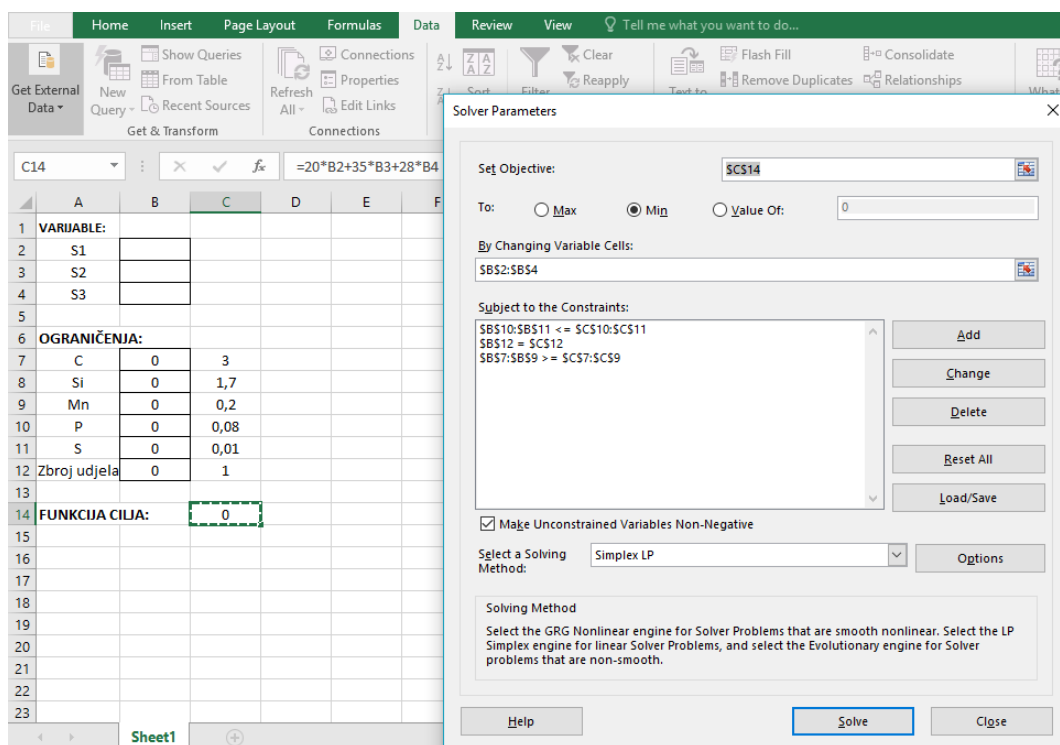 File Home Insert Page Layout Formulas Data Review View Tell me what you want to do...
Get External Data
New Query
Show Queries
From Table
Recent Sources
Get & Transform
Refresh All
Connections
Properties
Edit Links
Connections
Sort
Filter
Clear
Reapply
Text to
Flash Fill
Remove Duplicates
Consolidate
Relationships
What
C14 fx =20*B2+35*B3+28*B4
A B C D E F
1 VARIJABLE:
2 S1
3 S2
4 S3
5
6 OGRANIČENJA:
7 C 0 3
8 Si 0 1,7
9 Mn 0 0,2
10 P 0 0,08
11 S 0 0,01
12 Zbroj udjela 0 1
13
14 FUNKCIJA CILJA: 0
15
16
17
18
19
20
21
22
23
Sheet1
Solver Parameters
Set Objective: $C$14
To: Max Min Value Of: 0
By Changing Variable Cells:
$B$2:$B$4
Subject to the Constraints:
$B$10:$B$11 <= $C$10:$C$11
$B$12 = $C$12
$B$7:$B$9 >= $C$7:$C$9
Add
Change
Delete
Reset All
Load/Save
Make Unconstrained Variables Non-Negative
Select a Solving Method: Simplex LP
Options
Solving Method
Select the GRG Nonlinear engine for Solver Problems that are smooth nonlinear. Select the LP
Simplex engine for linear Solver Problems, and select the Evolutionary engine for Solver
problems that are non-smooth.
Help Solve Close